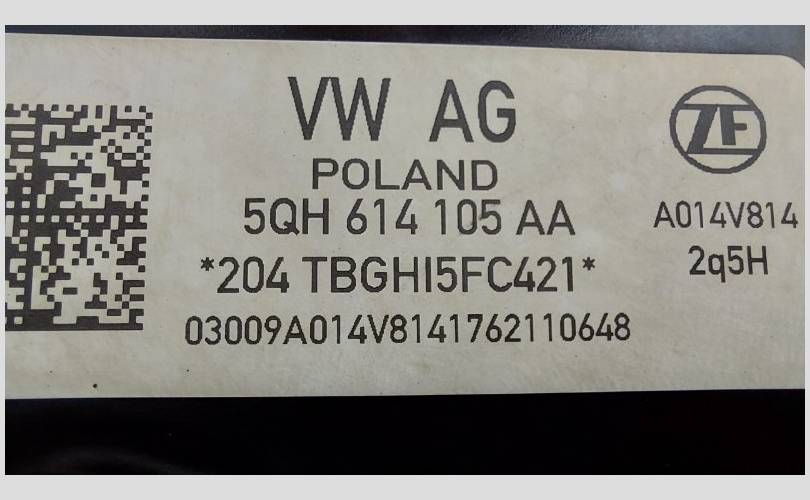 VW AG
POLAND
5QH 614 105 AA
*204 TBGHI5FC421*
03009A014V8141762110648
ZF
A014V814
2q5H